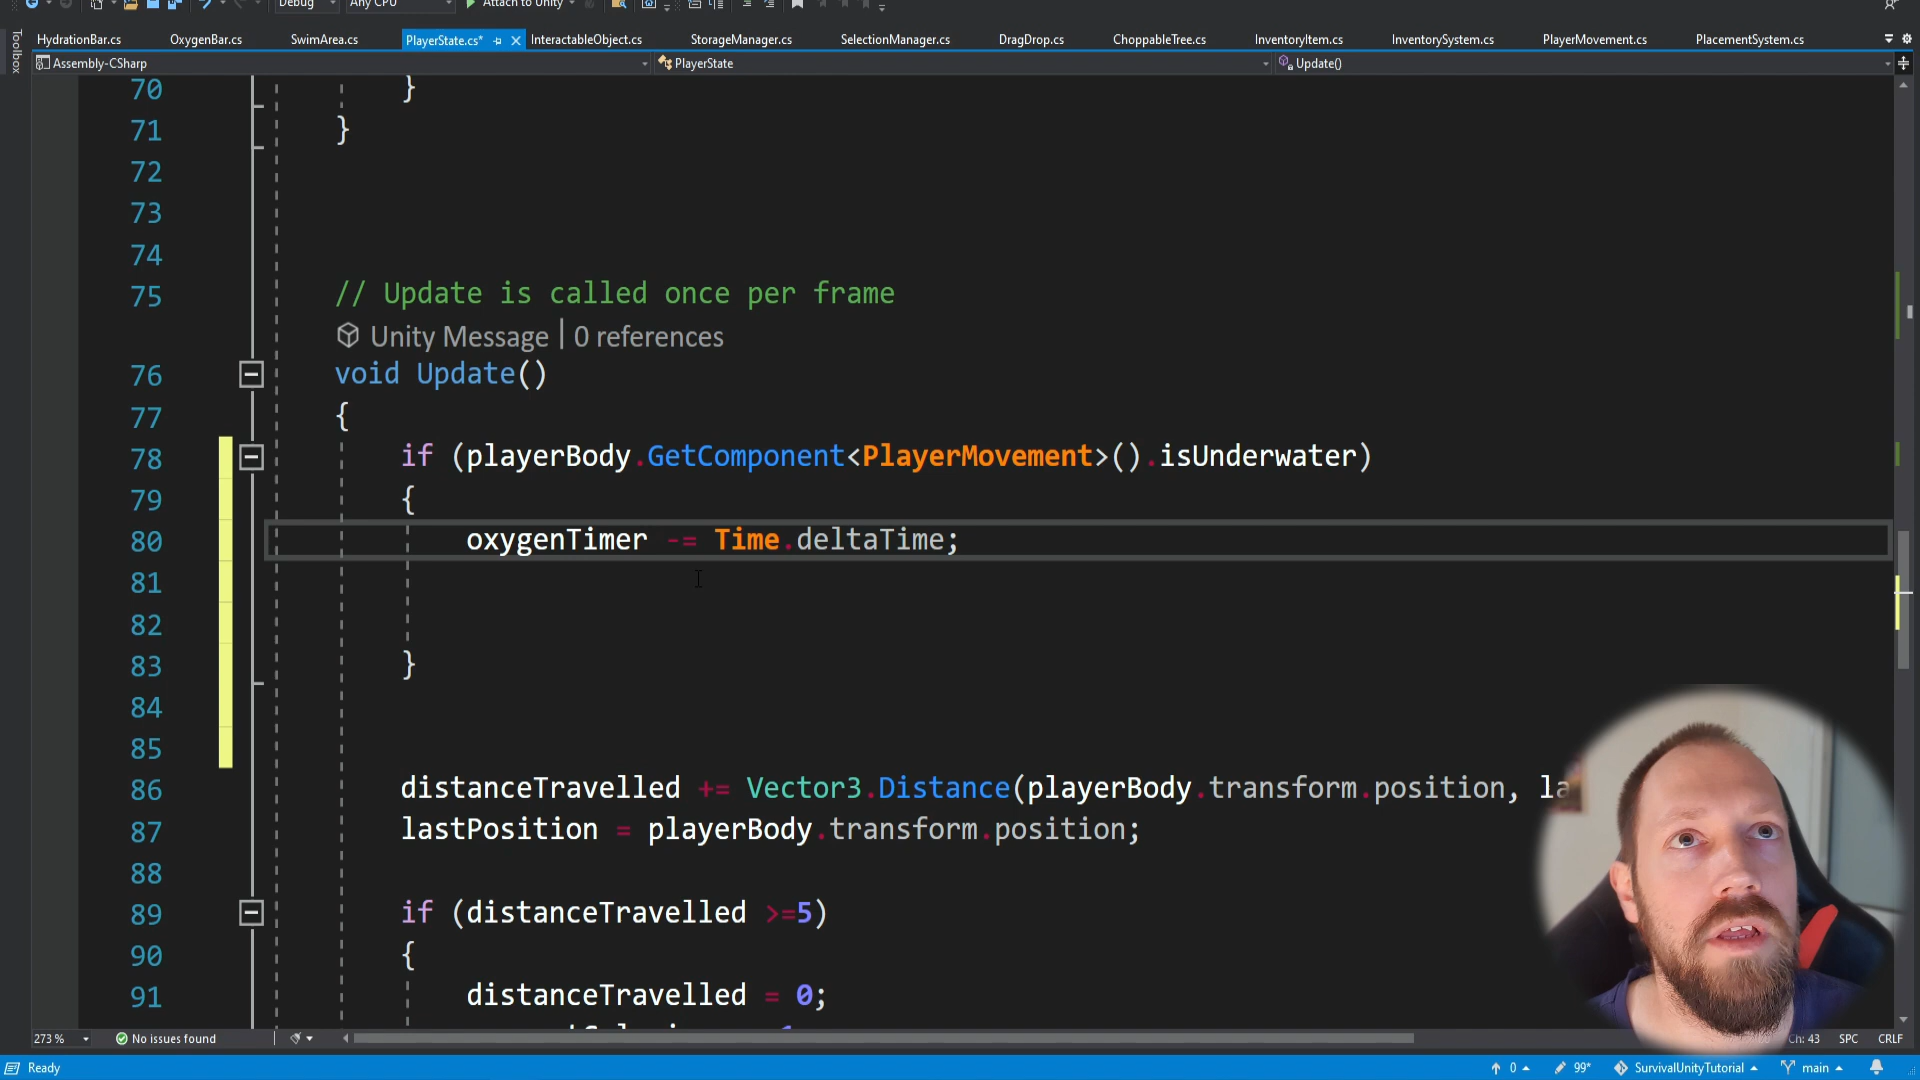 Debug
Any CPU
Attach to Unity
Toolbox
HydrationBar.cs
OxygenBar.cs
SwimArea.cs
PlayerState.cs*
InteractableObject.cs
StorageManager.cs
SelectionManager.cs
DragDrop.cs
ChoppableTree.cs
InventoryItem.cs
InventorySystem.cs
PlayerMovement.cs
PlacementSystem.cs
Assembly-CSharp
PlayerState
Update()
70 }
71 }
72
73
74
75 // Update is called once per frame
Unity Message | 0 references
76 void Update()
77 {
78 if (playerBody.GetComponent<PlayerMovement>().isUnderwater)
79 {
80 oxygenTimer -= Time.deltaTime;
81
82
83 }
84
85
86 distanceTravelled += Vector3.Distance(playerBody.transform.position, la
87 lastPosition = playerBody.transform.position;
88
89 if (distanceTravelled >=5)
90 {
91 distanceTravelled = 0;
273 %
No issues found
Ch: 43
SPC
CRLF
Ready
0
99*
SurvivalUnityTutorial
main